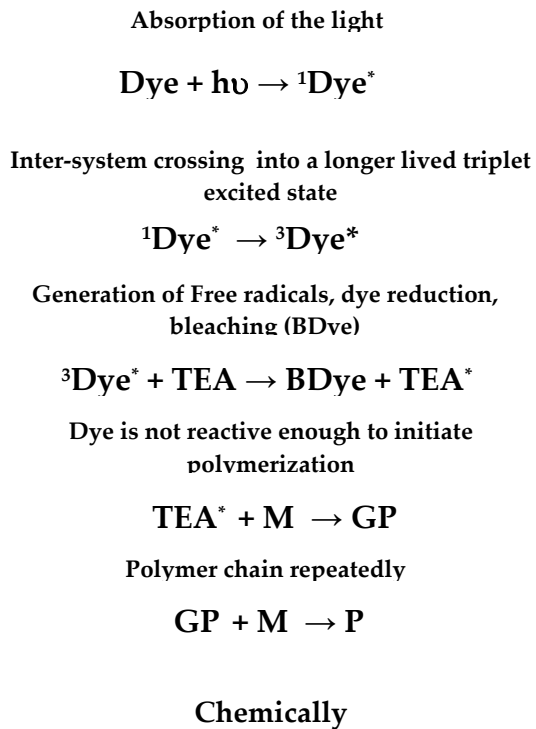 Absorption of the light
Dye + hυ → ¹Dye*
Inter-system crossing into a longer lived triplet
excited state
¹Dye* → ³Dye*
Generation of Free radicals, dye reduction,
bleaching (BDye)
³Dye* + TEA → BDye + TEA*
Dye is not reactive enough to initiate
polymerization
TEA* + M → GP
Polymer chain repeatedly
GP + M → P
Chemically